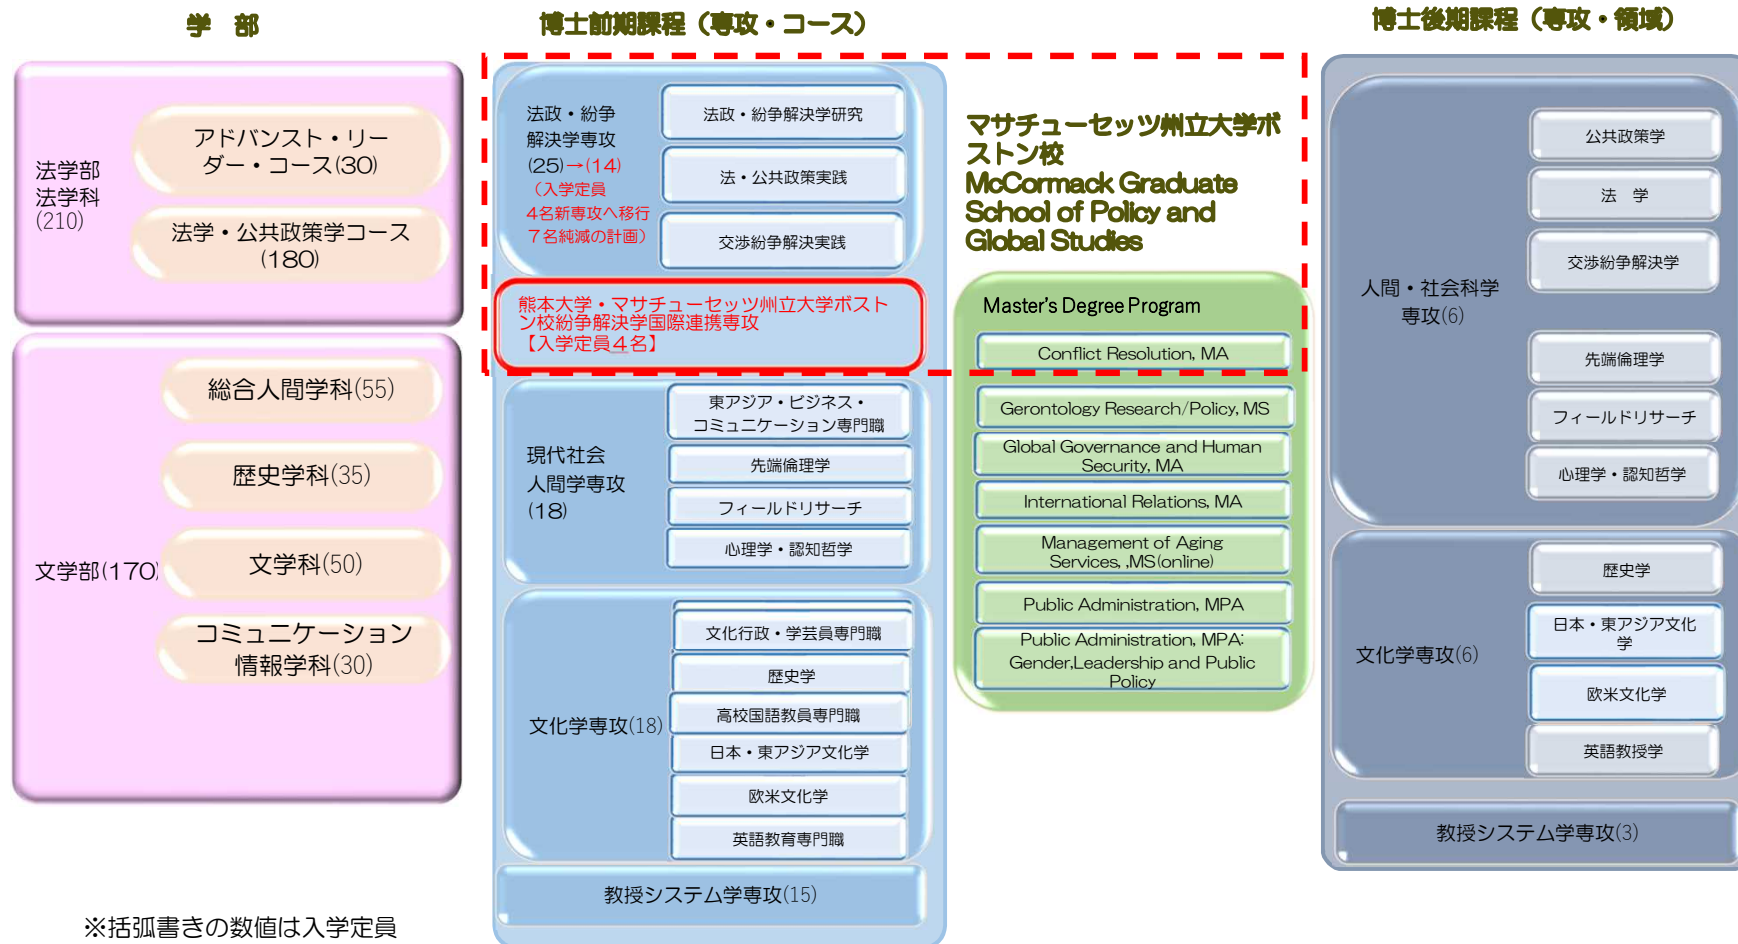 学 部
法学部
法学科
(210)
アドバンスト・リー
ダー・コース(30)
法学・公共政策学コース
(180)
文学部(170)
総合人間学科(55)
歴史学科(35)
文学科(50)
コミュニケーション
情報学科(30)
※括弧書きの数値は入学定員
博士前期課程（専攻・コース）
法政・紛争
解決学専攻
(25)→(14)
（入学定員
4名新専攻へ移行
７名純減の計画）
法政・紛争解決学研究
法・公共政策実践
交渉紛争解決実践
熊本大学・マサチューセッツ州立大学ボスト
ン校紛争解決学国際連携専攻
【入学定員4名】
現代社会
人間学専攻
(18)
東アジア・ビジネス・
コミュニケーション専門職
先端倫理学
フィールドリサーチ
心理学・認知哲学
文化学専攻(18)
文化行政・学芸員専門職
歴史学
高校国語教員専門職
日本・東アジア文化学
欧米文化学
英語教育専門職
教授システム学専攻(15)
マサチューセッツ州立大学ボ
ストン校
McCormack Graduate
School of Policy and
Global Studies
Master's Degree Program
Conflict Resolution, MA
Gerontology Research/Policy, MS
Global Governance and Human
Security, MA
International Relations, MA
Management of Aging
Services, ,MS(online)
Public Administration, MPA
Public Administration, MPA:
Gender,Leadership and Public
Policy
博士後期課程（専攻・領域）
人間・社会科学
専攻(6)
公共政策学
法 学
交渉紛争解決学
先端倫理学
フィールドリサーチ
心理学・認知哲学
文化学専攻(6)
歴史学
日本・東アジア文化
学
欧米文化学
英語教授学
教授システム学専攻(3)